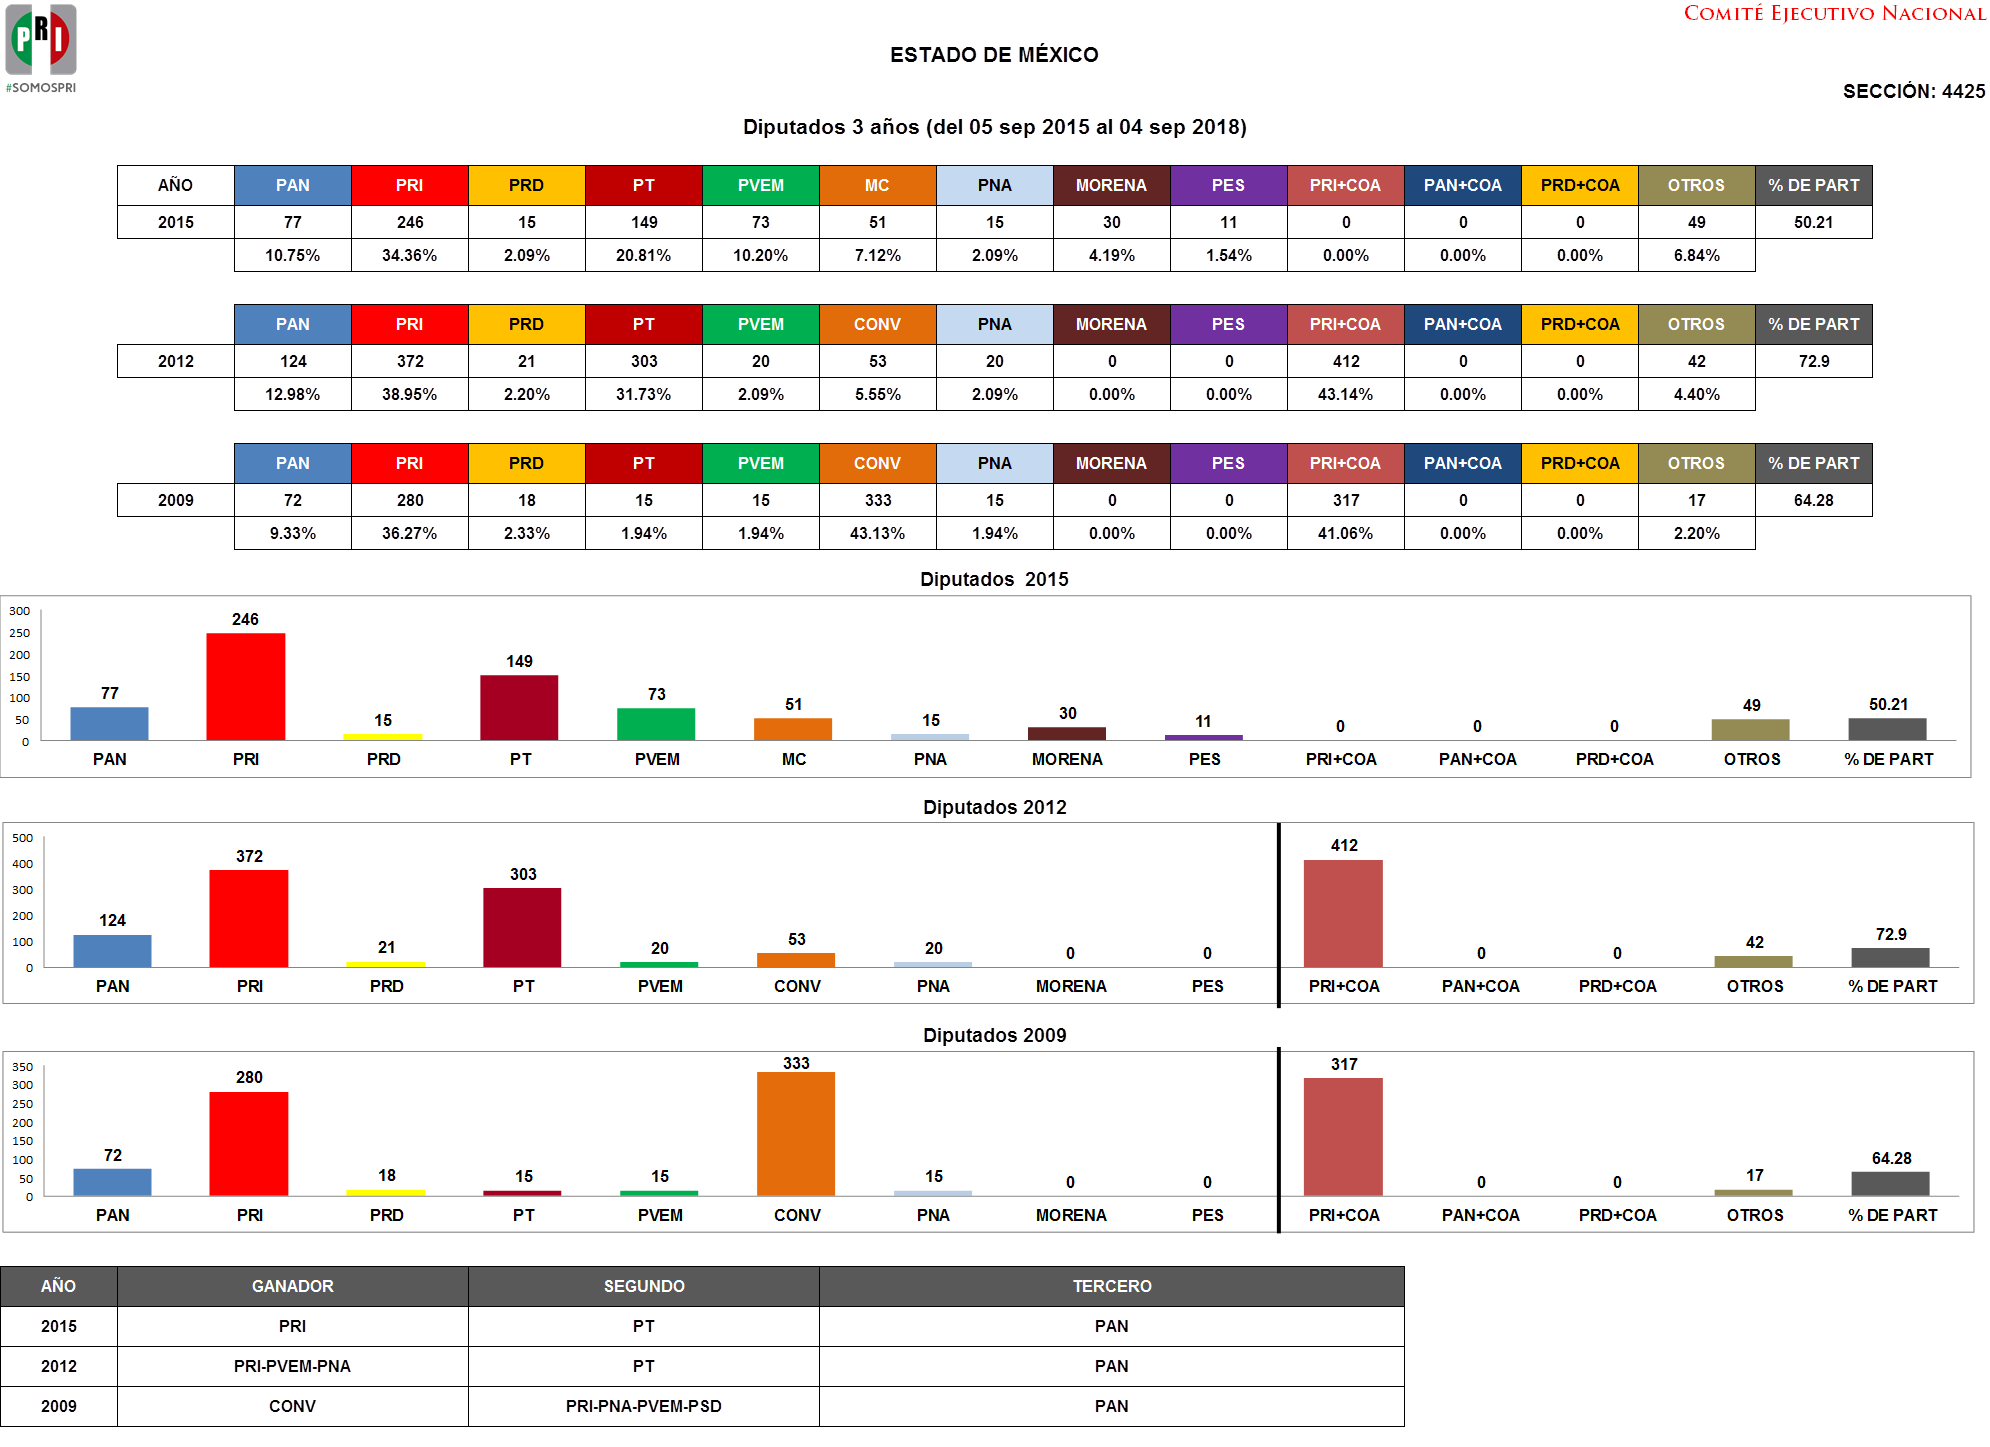 PRI
#SOMOSPRI
COMITÉ EJECUTIVO NACIONAL
ESTADO DE MÉXICO
SECCIÓN: 4425
Diputados 3 años (del 05 sep 2015 al 04 sep 2018)
AÑO PAN PRI PRD PT PVEM MC PNA MORENA PES PRI+COA PAN+COA PRD+COA OTROS % DE PART
2015 77 246 15 149 73 51 15 30 11 0 0 0 49 50.21
10.75% 34.36% 2.09% 20.81% 10.20% 7.12% 2.09% 4.19% 1.54% 0.00% 0.00% 0.00% 6.84%
PAN PRI PRD PT PVEM CONV PNA MORENA PES PRI+COA PAN+COA PRD+COA OTROS % DE PART
2012 124 372 21 303 20 53 20 0 0 412 0 0 42 72.9
12.98% 38.95% 2.20% 31.73% 2.09% 5.55% 2.09% 0.00% 0.00% 43.14% 0.00% 0.00% 4.40%
PAN PRI PRD PT PVEM CONV PNA MORENA PES PRI+COA PAN+COA PRD+COA OTROS % DE PART
2009 72 280 18 15 15 333 15 0 0 317 0 0 17 64.28
9.33% 36.27% 2.33% 1.94% 1.94% 43.13% 1.94% 0.00% 0.00% 41.06% 0.00% 0.00% 2.20%
Diputados 2015
300
250
200
150
100
50
0
77 246 15 149 73 51 15 30 11 0 0 0 49 50.21
PAN PRI PRD PT PVEM MC PNA MORENA PES PRI+COA PAN+COA PRD+COA OTROS % DE PART
Diputados 2012
500
400
300
200
100
0
124 372 21 303 20 53 20 0 0 412 0 0 42 72.9
PAN PRI PRD PT PVEM CONV PNA MORENA PES PRI+COA PAN+COA PRD+COA OTROS % DE PART
Diputados 2009
350
300
250
200
150
100
50
0
72 280 18 15 15 333 15 0 0 317 0 0 17 64.28
PAN PRI PRD PT PVEM CONV PNA MORENA PES PRI+COA PAN+COA PRD+COA OTROS % DE PART
AÑO GANADOR SEGUNDO TERCERO
2015 PRI PT PAN
2012 PRI-PVEM-PNA PT PAN
2009 CONV PRI-PNA-PVEM-PSD PAN